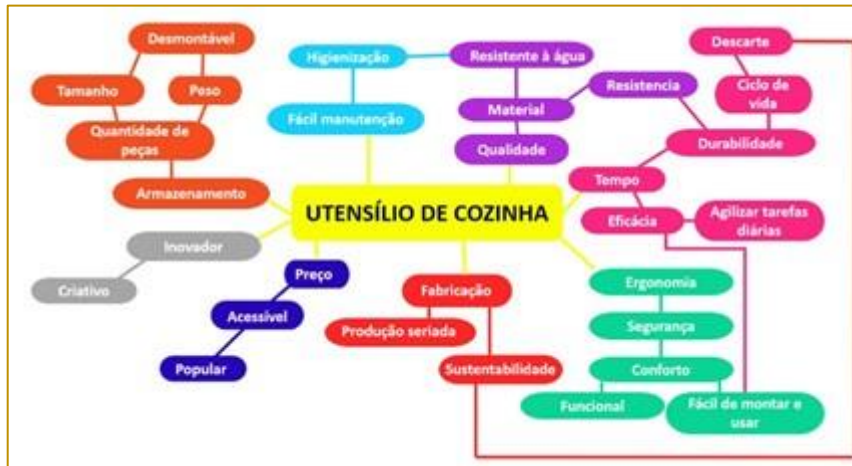 Desmontável
Tamanho
Peso
Quantidade de
peças
Armazenamento
Higienização
Fácil manutenção
Resistente à água
Material
Qualidade
Resistencia
Descarte
Ciclo de
vida
Durabilidade
Tempo
Eficácia
Agilizar tarefas
diárias
UTENSÍLIO DE COZINHA
Inovador
Criativo
Preço
Acessível
Popular
Fabricação
Produção seriada
Sustentabilidade
Ergonomia
Segurança
Conforto
Funcional
Fácil de montar e
usar